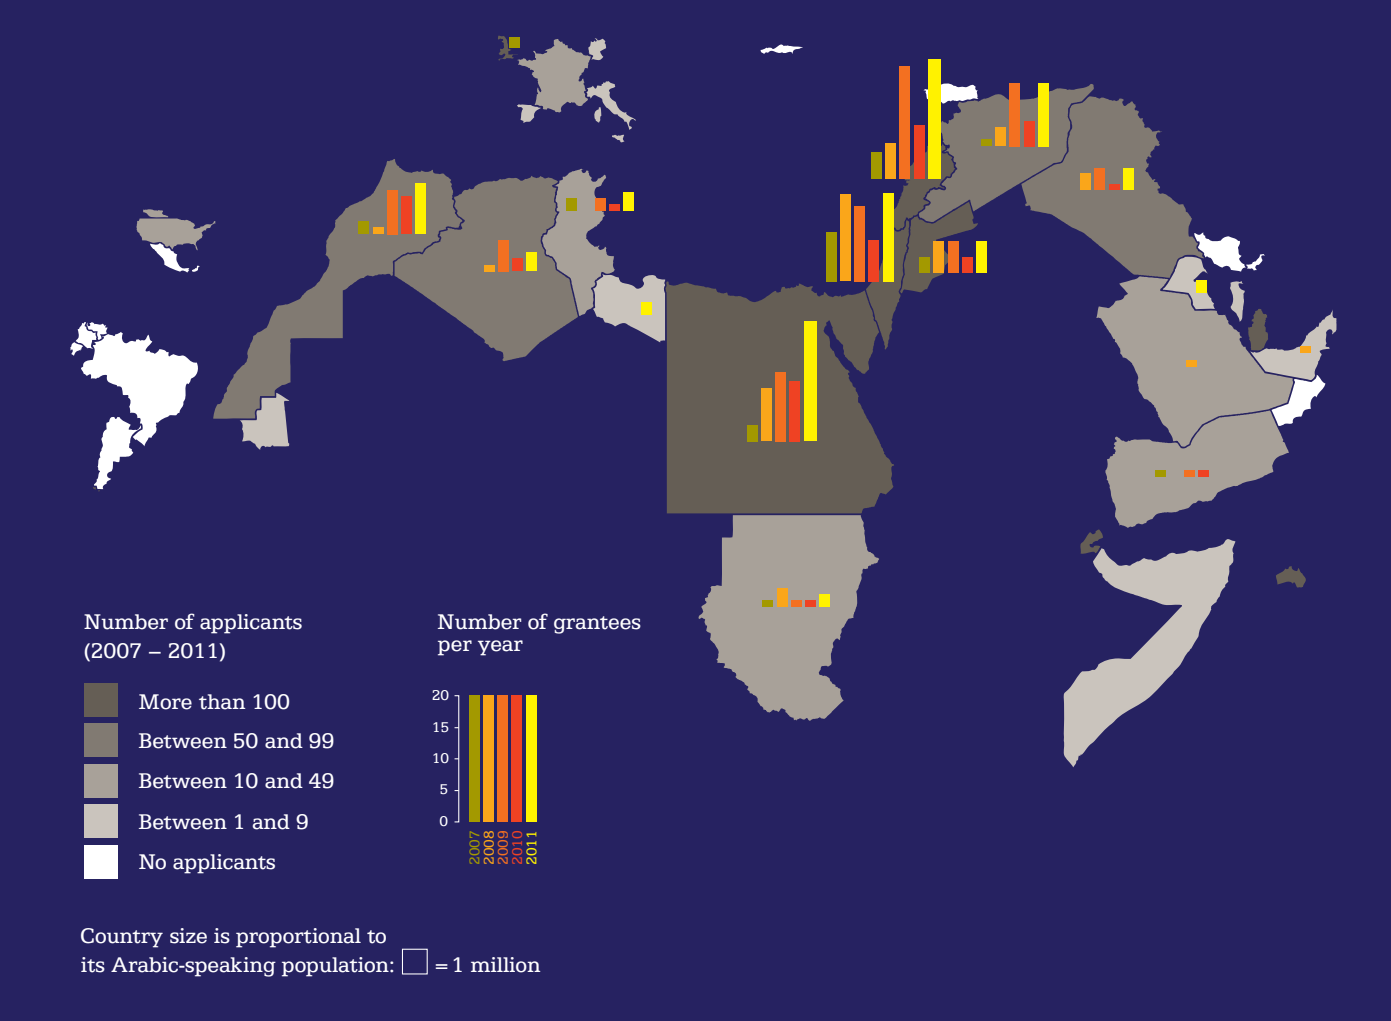 Number of applicants
(2007 – 2011)
More than 100
Between 50 and 99
Between 10 and 49
Between 1 and 9
No applicants
Number of grantees
per year
20
15
10
5
0
2007
2008
2009
2010
2011
Country size is proportional to
its Arabic-speaking population: = 1 million